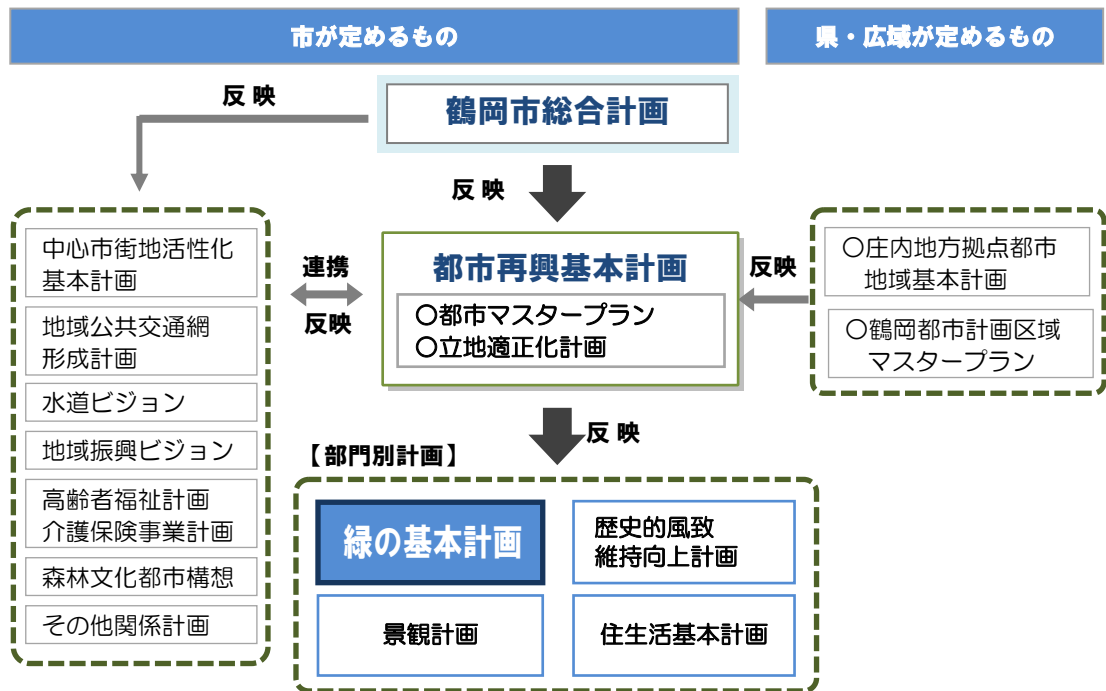 市が定めるもの
県・広域が定めるもの
反 映
鶴岡市総合計画
反 映
中心市街地活性化
基本計画
地域公共交通網
形成計画
水道ビジョン
地域振興ビジョン
高齢者福祉計画
介護保険事業計画
森林文化都市構想
その他関係計画
連携
反映
都市再興基本計画
〇都市マスタープラン
〇立地適正化計画
反映
〇庄内地方拠点都市
地域基本計画
〇鶴岡都市計画区域
マスタープラン
反 映
【部門別計画】
緑の基本計画
歴史的風致
維持向上計画
景観計画
住生活基本計画